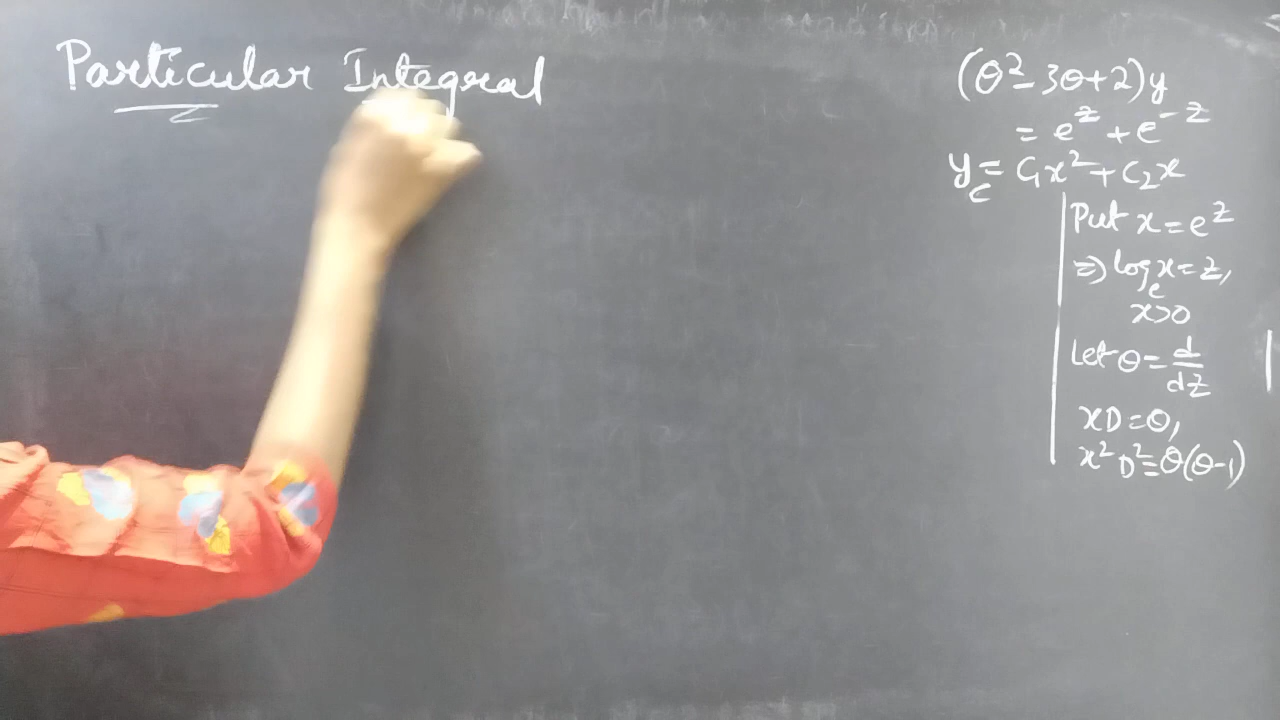 Particular Integral
(θ² - 3θ + 2)y
= e^z + e^-z
y_c = C₁x² + C₂x
Put x = e^z
⇒ log_e x = z,
x > 0
Let θ = d/dz
xD = θ,
x²D² = θ(θ-1)